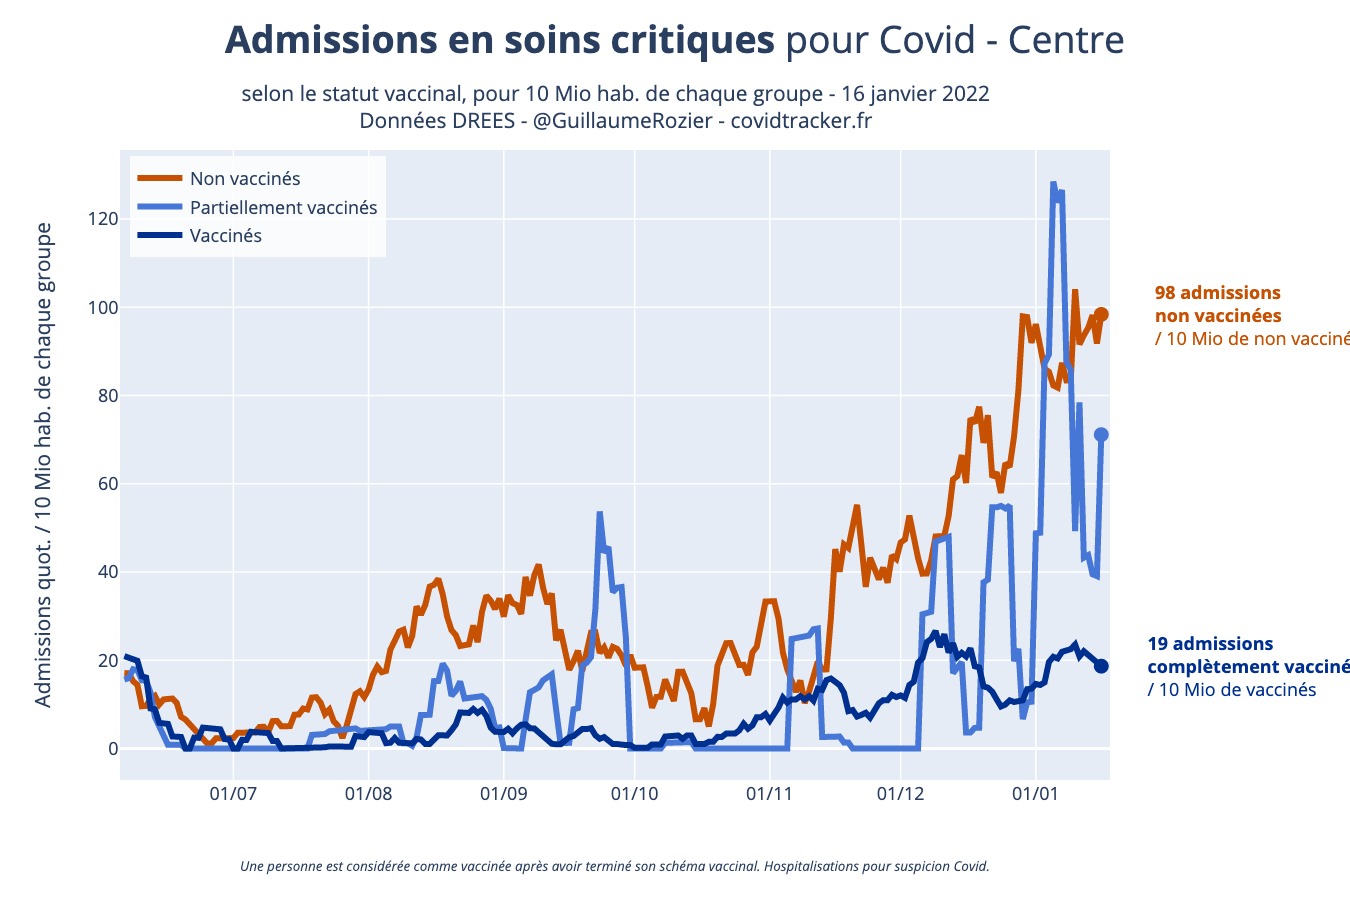 Admissions en soins critiques pour Covid - Centre
selon le statut vaccinal, pour 10 Mio hab. de chaque groupe - 16 janvier 2022
Données DREES - @GuillaumeRozier - covidtracker.fr
Non vaccinés
Partiellement vaccinés
Vaccinés
Admissions quot. / 10 Mio hab. de chaque groupe
120
100
80
60
40
20
0
01/07
01/08
01/09
01/10
01/11
01/12
01/01
98 admissions
non vaccinées
/ 10 Mio de non vacciné
19 admissions
complètement vacciné
/ 10 Mio de vaccinés
Une personne est considérée comme vaccinée après avoir terminé son schéma vaccinal. Hospitalisations pour suspicion Covid.